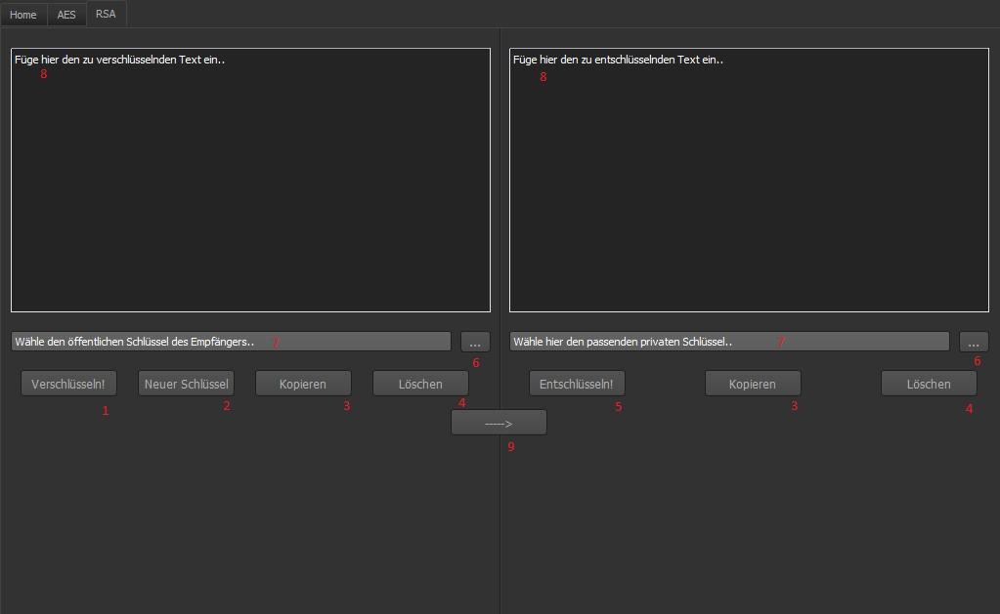 Home AES RSA
Füge hier den zu verschlüsselnden Text ein..
8
Füge hier den zu entschlüsselnden Text ein..
8
Wähle den öffentlichen Schlüssel des Empfängers.. 7 ...
6
Wähle hier den passenden privaten Schlüssel.. 7 ...
6
Verschlüsseln! Neuer Schlüssel Kopieren Löschen
1 2 3 4
Entschlüsseln! Kopieren Löschen
5 3 4
----->
9